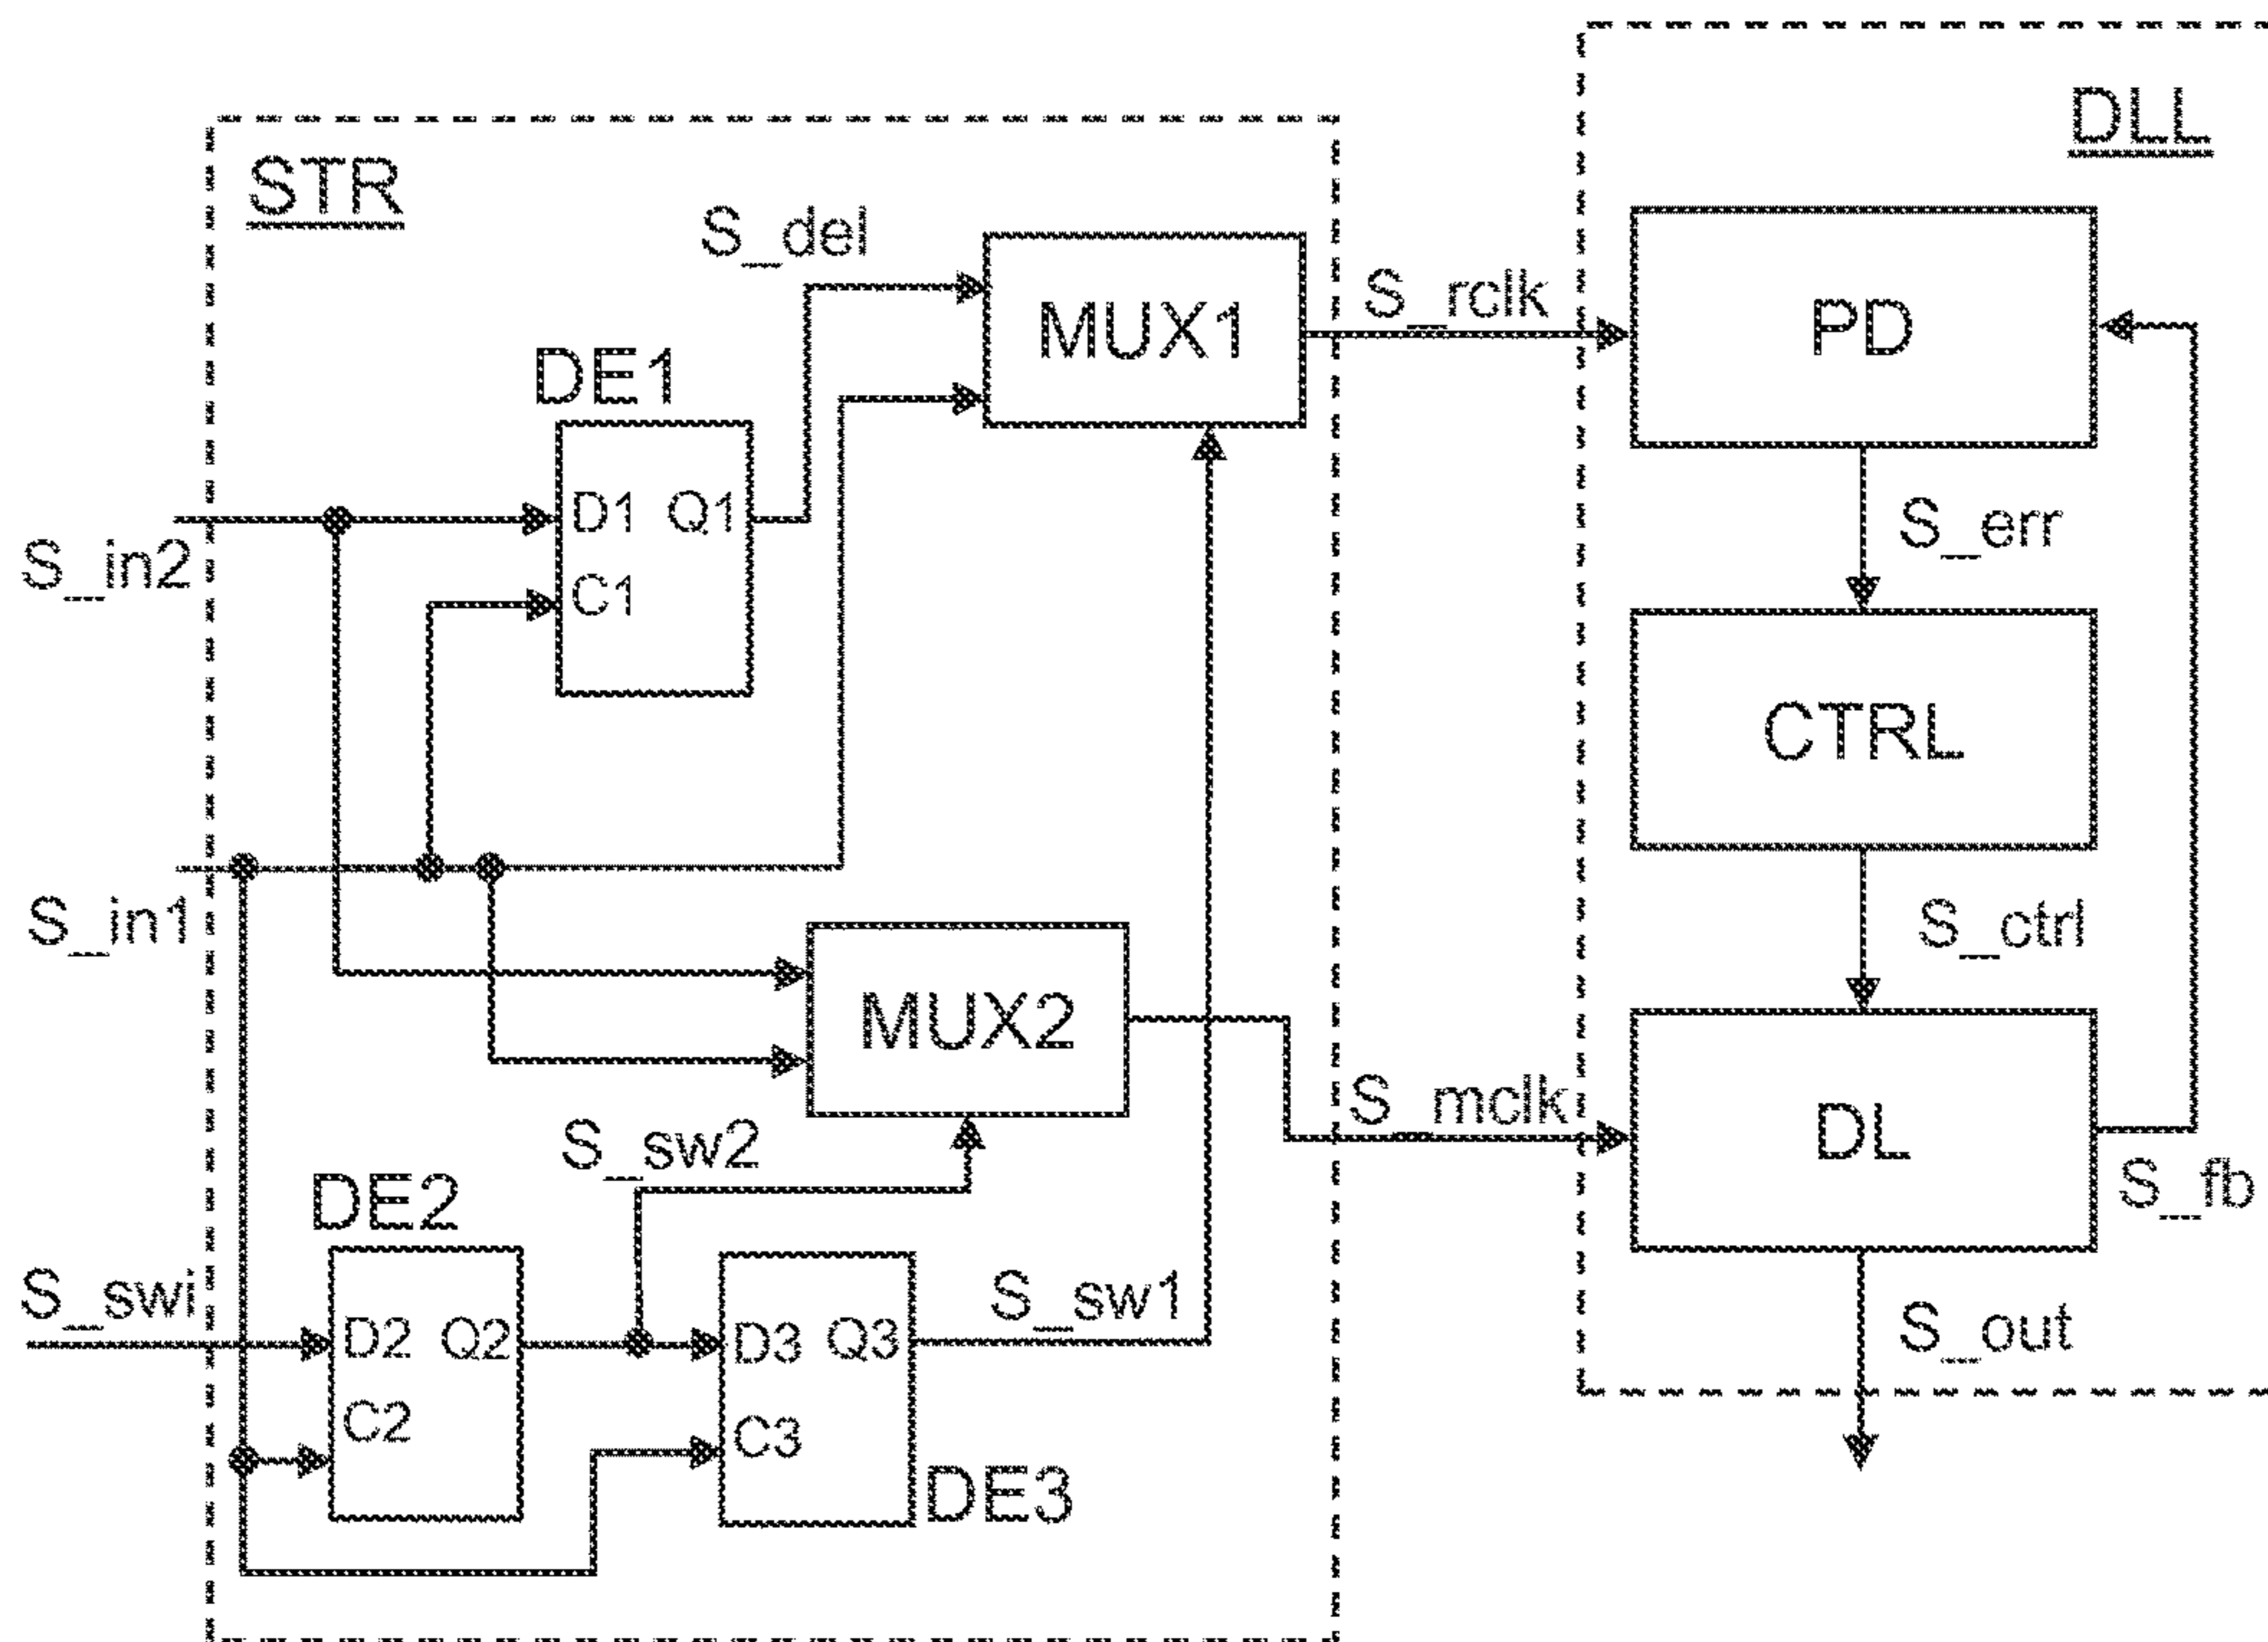 DLL
STR
S_del
MUX1
S_rclk
PD
DE1
D1 Q1
C1
S_in2
S_err
CTRL
S_in1
S_ctrl
MUX2
S_mclk
DL
S_sw2
S_fb
DE2
S_swi
D2 Q2
C2
D3 Q3
C3
S_sw1
S_out
DE3